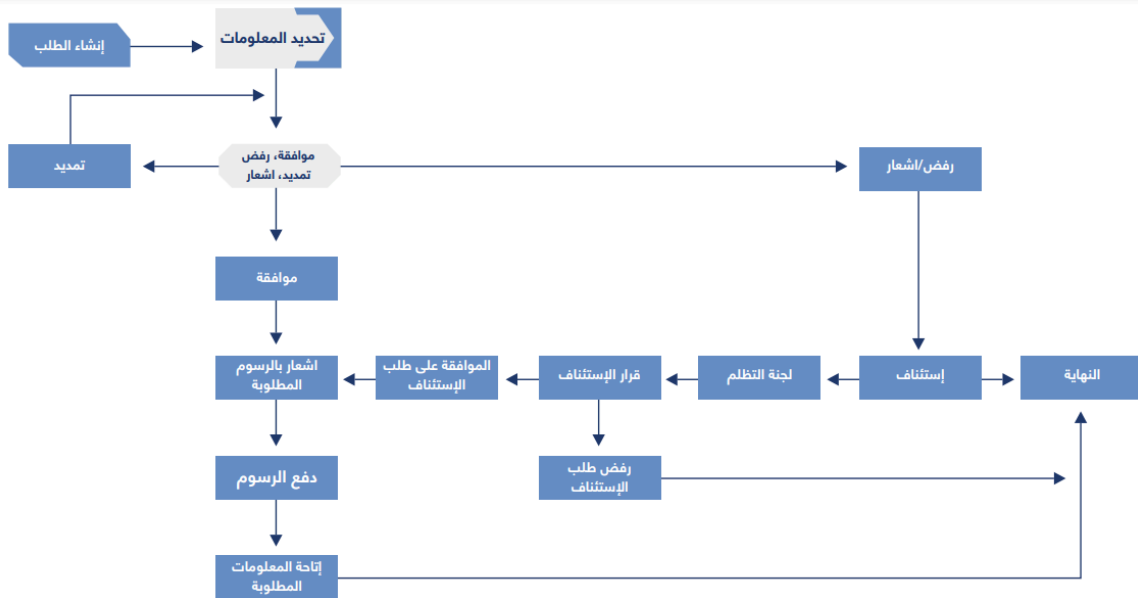 إنشاء الطلب
تحديد المعلومات
تمديد
موافقة، رفض
تمديد، اشعار
رفض/اشعار
موافقة
اشعار بالرسوم
المطلوبة
الموافقة على طلب
الإستئناف
قرار الإستئناف
لجنة التظلم
إستئناف
النهاية
دفع الرسوم
رفض طلب
الإستئناف
إتاحة المعلومات
المطلوبة